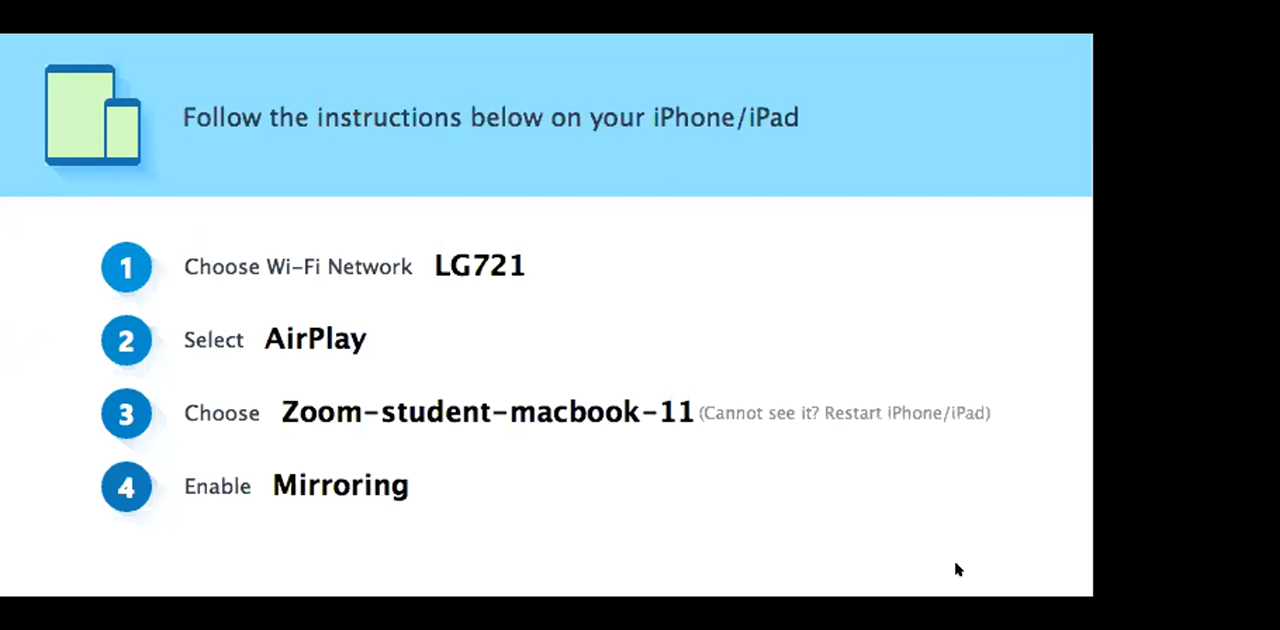 Follow the instructions below on your iPhone/iPad
1 Choose Wi-Fi Network LG721
2 Select AirPlay
3 Choose Zoom-student-macbook-11 (Cannot see it? Restart iPhone/iPad)
4 Enable Mirroring